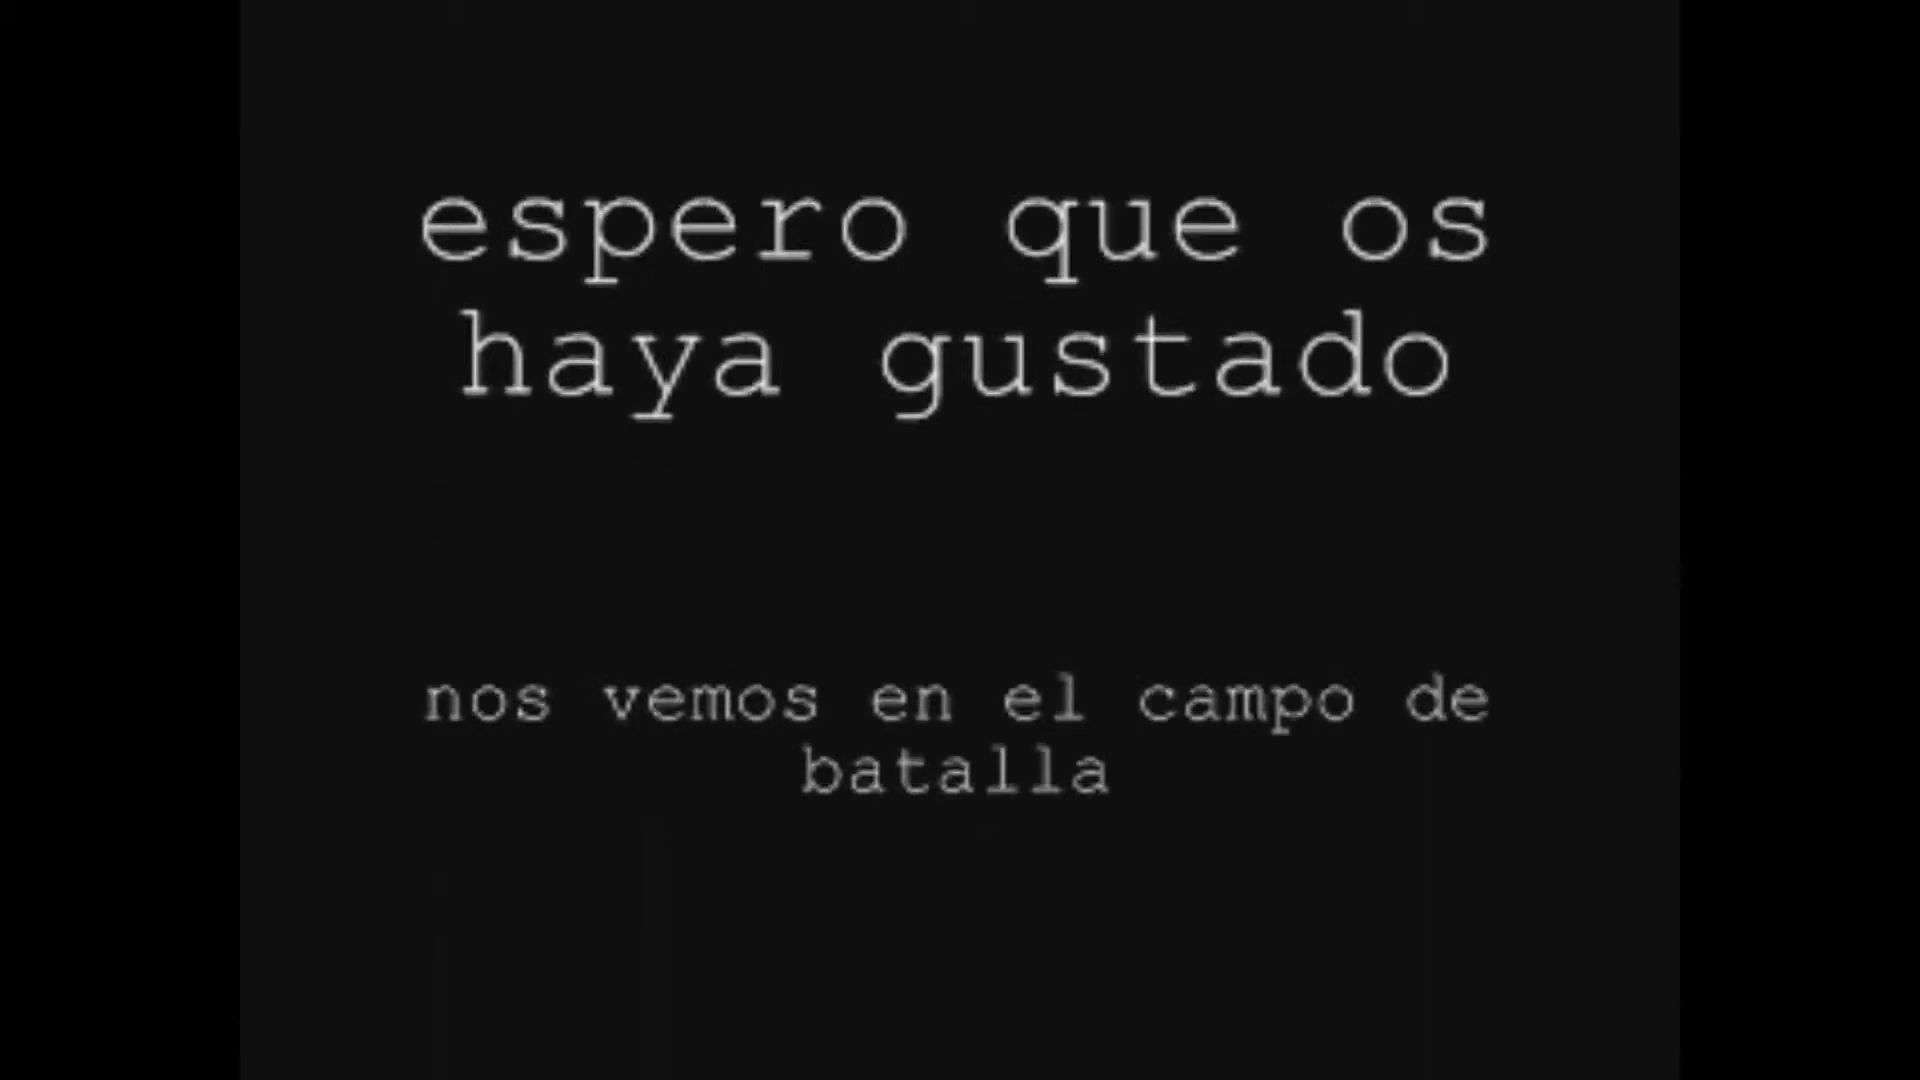 espero que os
haya gustado
nos vemos en el campo de
batalla